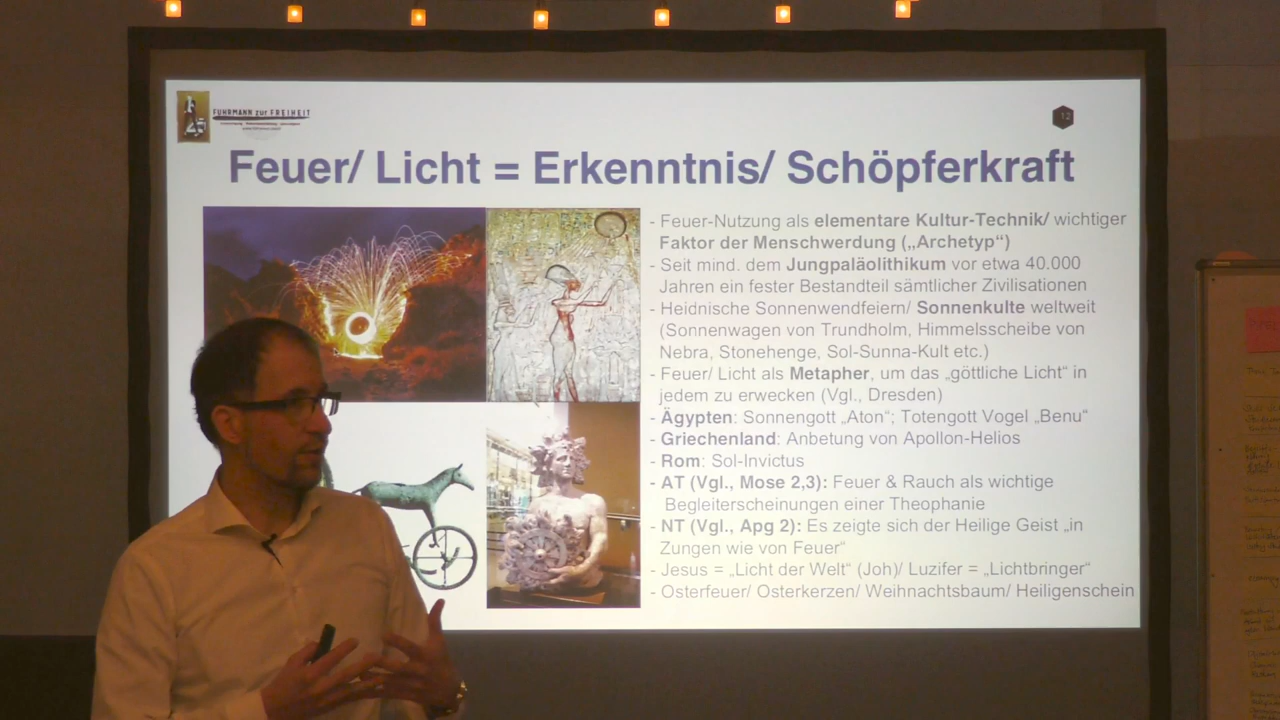 FUHRMANN zur FREIHEIT
12
Feuer/ Licht = Erkenntnis/ Schöpferkraft
- Feuer-Nutzung als elementare Kultur-Technik/ wichtiger
Faktor der Menschwerdung („Archetyp“)
- Seit mind. dem Jungpaläolithikum vor etwa 40.000
Jahren ein fester Bestandteil sämtlicher Zivilisationen
- Heidnische Sonnenwendfeiern/ Sonnenkulte weltweit
(Sonnenwagen von Trundholm, Himmelsscheibe von
Nebra, Stonehenge, Sol-Sunna-Kult etc.)
- Feuer/ Licht als Metapher, um das „göttliche Licht“ in
jedem zu erwecken (Vgl., Dresden)
- Ägypten: Sonnengott „Aton“; Totengott Vogel „Benu“
- Griechenland: Anbetung von Apollon-Helios
- Rom: Sol-Invictus
- AT (Vgl., Mose 2,3): Feuer & Rauch als wichtige
Begleiterscheinungen einer Theophanie
- NT (Vgl., Apg 2): Es zeigte sich der Heilige Geist „in
Zungen wie von Feuer“
- Jesus = „Licht der Welt“ (Joh)/ Luzifer = „Lichtbringer“
- Osterfeuer/ Osterkerzen/ Weihnachtsbaum/ Heiligenschein